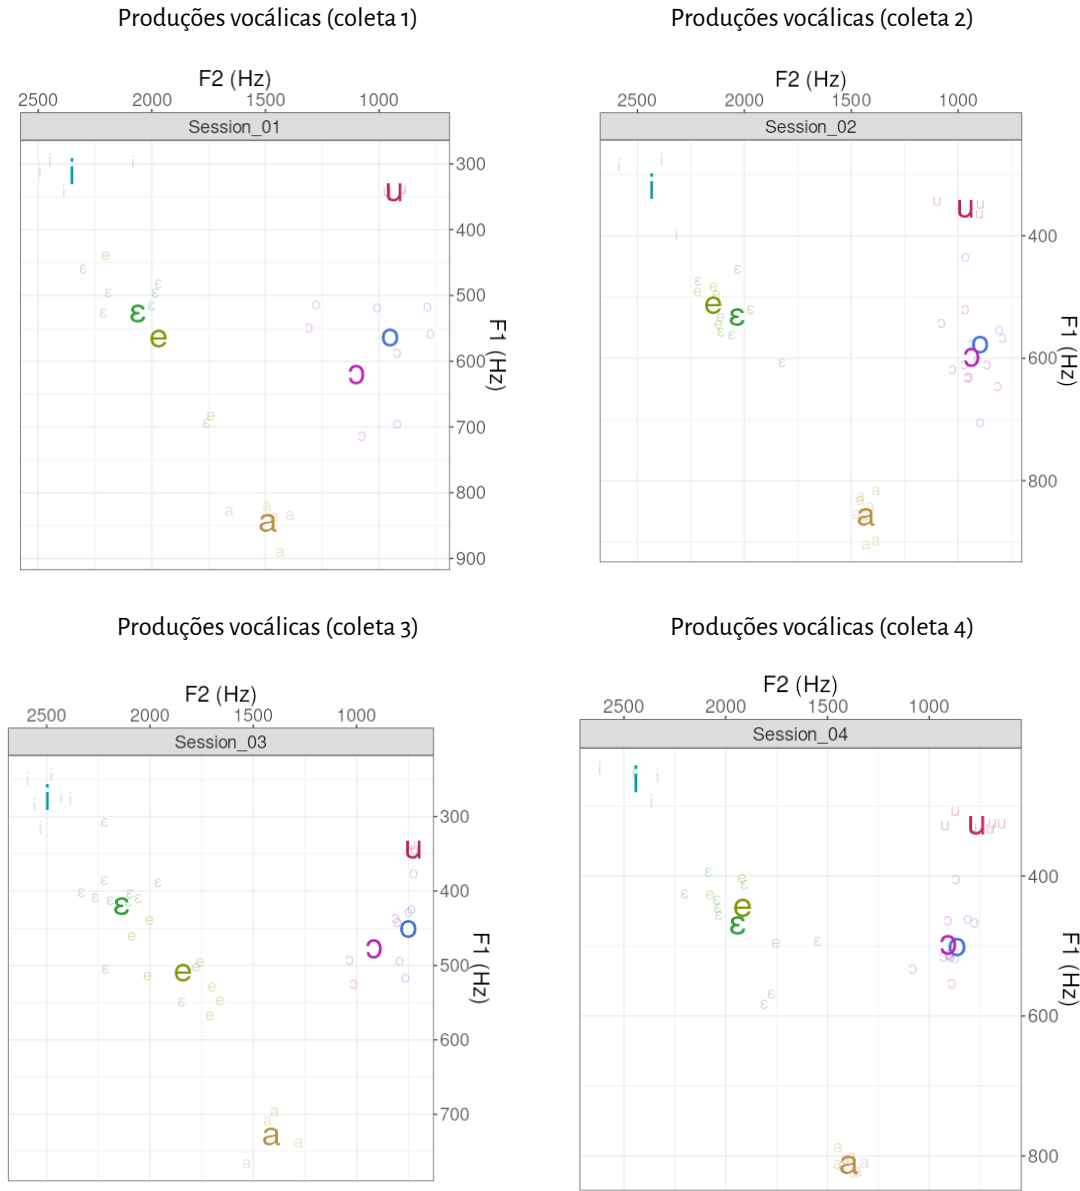 Produções vocálicas (coleta 1)
F2 (Hz)
2500 2000 1500 1000
Session_01
i
u
ɛ
e
o
ɔ
a
300
400
500
600
700
800
900
F1 (Hz)
Produções vocálicas (coleta 2)
F2 (Hz)
2500 2000 1500 1000
Session_02
i
u
e
ɛ
o
ɔ
a
400
600
800
F1 (Hz)
Produções vocálicas (coleta 3)
F2 (Hz)
2500 2000 1500 1000
Session_03
i
u
ɛ
o
ɔ
e
a
300
400
500
600
700
F1 (Hz)
Produções vocálicas (coleta 4)
F2 (Hz)
2500 2000 1500 1000
Session_04
i
u
e
ɛ
ɔ o
a
400
600
800
F1 (Hz)